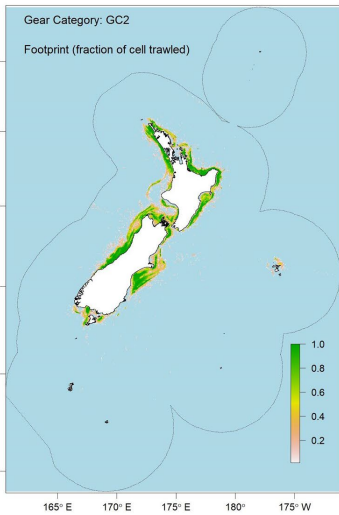 Gear Category: GC2
Footprint (fraction of cell trawled)
1.0
0.8
0.6
0.4
0.2
165° E 170° E 175° E 180° 175° W